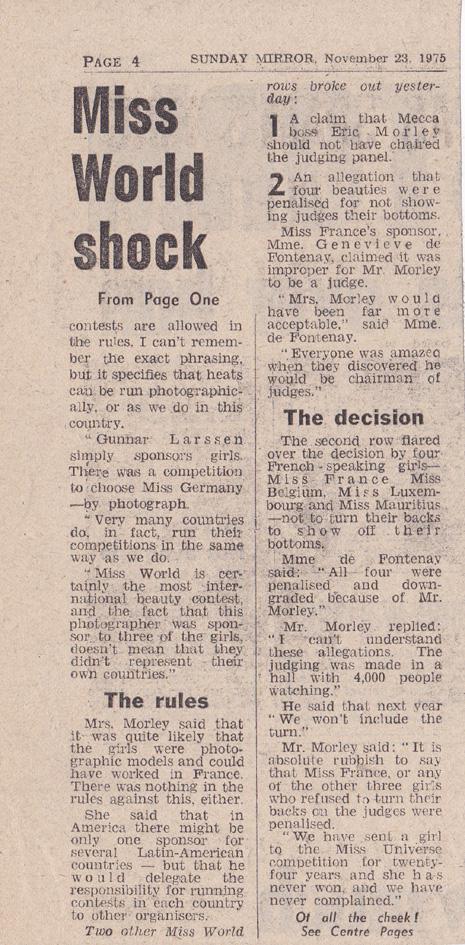 PAGE 4 SUNDAY MIRROR, November 23, 1975
Miss
World
shock
From Page One
contests are allowed in
the rules. I can't remem-
ber the exact phrasing,
but it specifies that heats
can be run photographic-
ally, or as we do in this
country.
"Gunnar Larssen
simply sponsors girls.
There was a competition
to choose Miss Germany
—by photograph.
"Very many countries
do, in fact, run their
competitions in the same
way as we do.
"Miss World is cer-
tainly the most inter-
national beauty contest,
and the fact that this
photographer was spon-
sor to three of the girls,
doesn't mean that they
didn't represent their
own countries."
The rules
Mrs. Morley said that
it was quite likely that
the girls were photo-
graphic models and could
have worked in France.
There was nothing in the
rules against this, either.
She said that in
America there might be
only one sponsor for
several Latin-American
countries — but that he
would delegate the
responsibility for running
contests in each country
to other organisers.
Two other Miss World
rows broke out yester-
day:
1 A claim that Mecca
boss Eric Morley
should not have chaired
the judging panel.
2 An allegation that
four beauties were
penalised for not show-
ing judges their bottoms.
Miss France's sponsor,
Mme. Genevieve de
Fontenay, claimed it was
improper for Mr. Morley
to be a judge.
"Mrs. Morley would
have been far more
acceptable," said Mme.
de Fontenay.
"Everyone was amazed
when they discovered he
would be chairman of
judges."
The decision
The second row flared
over the decision by four
French-speaking girls—
Miss France Miss
Belgium, Miss Luxem-
bourg and Miss Mauritius
—not to turn their backs
to show off their
bottoms.
Mme de Fontenay
said: "All four were
penalised and down-
graded because of Mr.
Morley."
Mr. Morley replied:
"I can't understand
these allegations. The
judging was made in a
hall with 4,000 people
watching."
He said that next year
"We won't include the
turn."
Mr. Morley said: "It is
absolute rubbish to say
that Miss France, or any
of the other three girls
who refused to turn their
backs on the judges were
penalised.
"We have sent a girl
to the Miss Universe
competition for twenty-
four years and she has
never won, and we have
never complained."
Of all the cheek!
See Centre Pages